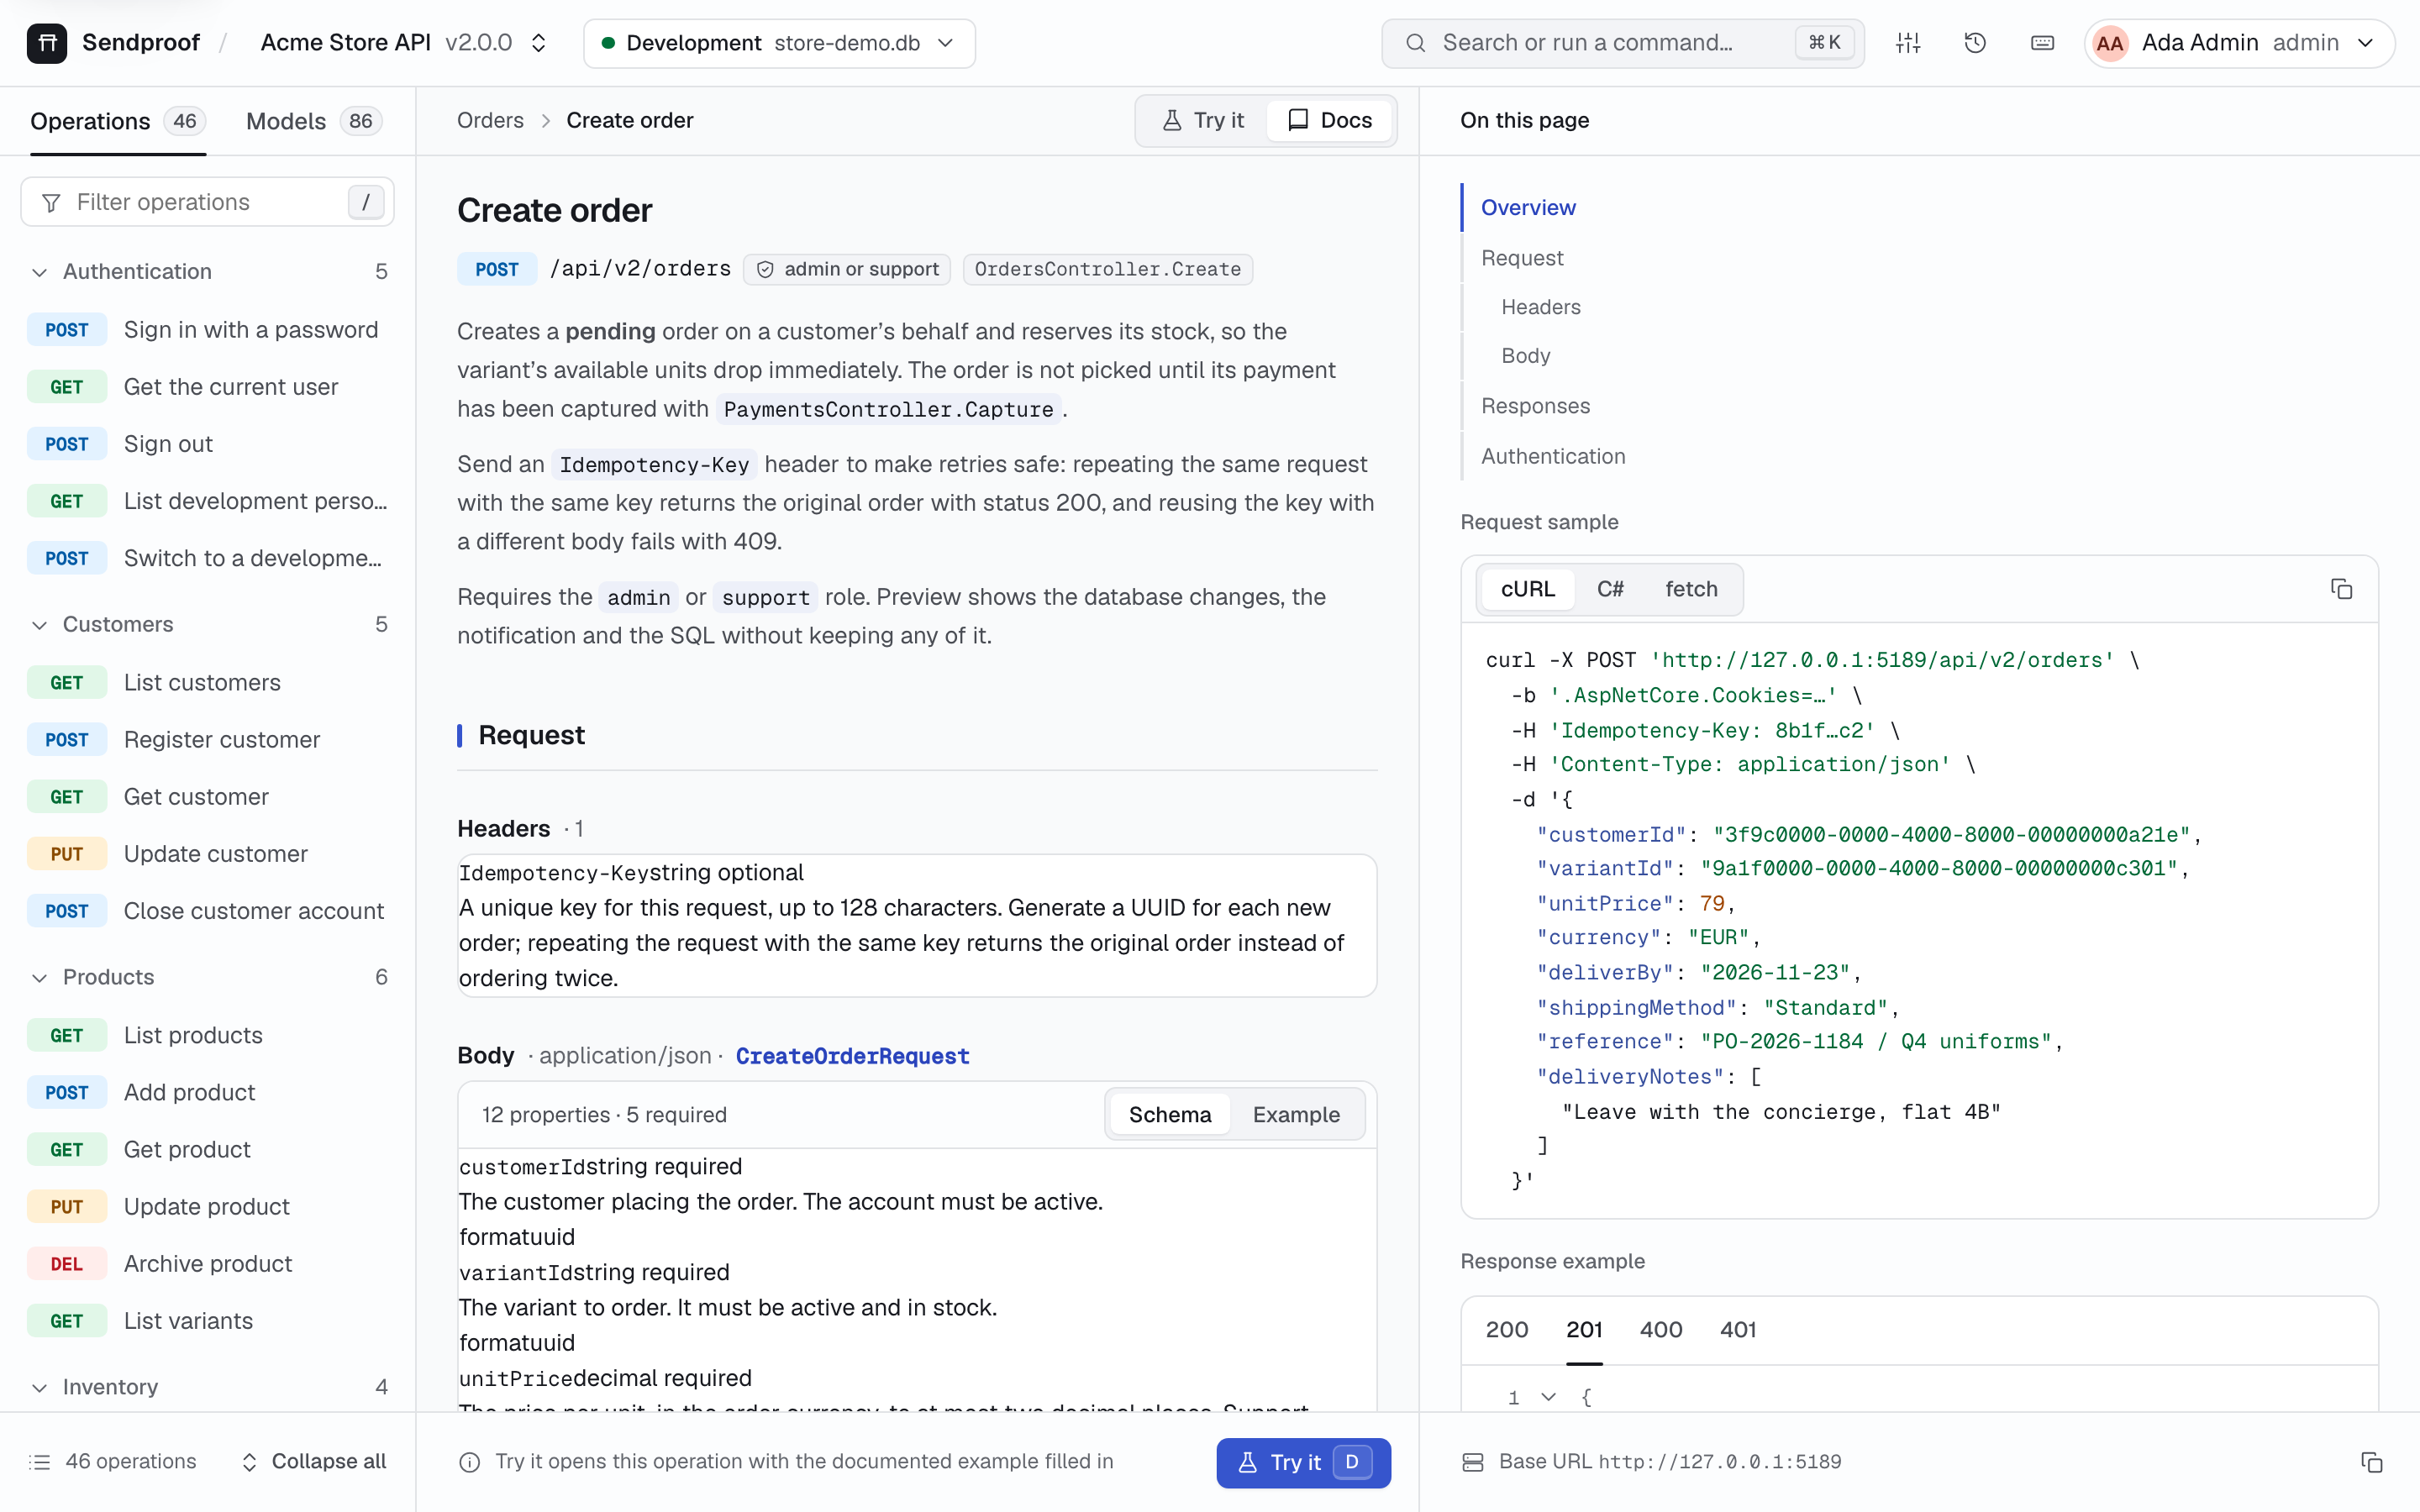 Sendproof / Acme Store API v2.0.0
Development store-demo.db
Search or run a command... ⌘K
AA Ada Admin admin
Operations 46 Models 86
Filter operations /
Authentication 5
POST Sign in with a password
GET Get the current user
POST Sign out
GET List development perso...
POST Switch to a developme...
Customers 5
GET List customers
POST Register customer
GET Get customer
PUT Update customer
POST Close customer account
Products 6
GET List products
POST Add product
GET Get product
PUT Update product
DEL Archive product
GET List variants
Inventory 4
46 operations Collapse all
Orders > Create order
Try it Docs
Create order
POST /api/v2/orders admin or support OrdersController.Create
Creates a pending order on a customer’s behalf and reserves its stock, so the
variant’s available units drop immediately. The order is not picked until its payment
has been captured with PaymentsController.Capture.
Send an Idempotency-Key header to make retries safe: repeating the same request
with the same key returns the original order with status 200, and reusing the key with
a different body fails with 409.
Requires the admin or support role. Preview shows the database changes, the
notification and the SQL without keeping any of it.
Request
Headers · 1
Idempotency-Keystring optional
A unique key for this request, up to 128 characters. Generate a UUID for each new
order; repeating the request with the same key returns the original order instead of
ordering twice.
Body · application/json · CreateOrderRequest
12 properties · 5 required Schema Example
customerIdstring required
The customer placing the order. The account must be active.
formatuuid
variantIdstring required
The variant to order. It must be active and in stock.
formatuuid
unitPricedecimal required
The price per unit, in the order currency, to at most two decimal places. Support
Try it opens this operation with the documented example filled in
Try it D
On this page
Overview
Request
Headers
Body
Responses
Authentication
Request sample
cURL C# fetch
curl -X POST 'http://127.0.0.1:5189/api/v2/orders' \
-b '.AspNetCore.Cookies=…' \
-H 'Idempotency-Key: 8b1f…c2' \
-H 'Content-Type: application/json' \
-d '{
"customerId": "3f9c0000-0000-4000-8000-00000000a21e",
"variantId": "9a1f0000-0000-4000-8000-00000000c301",
"unitPrice": 79,
"currency": "EUR",
"deliverBy": "2026-11-23",
"shippingMethod": "Standard",
"reference": "PO-2026-1184 / Q4 uniforms",
"deliveryNotes": [
"Leave with the concierge, flat 4B"
]
}'
Response example
200 201 400 401
1 {
Base URL http://127.0.0.1:5189